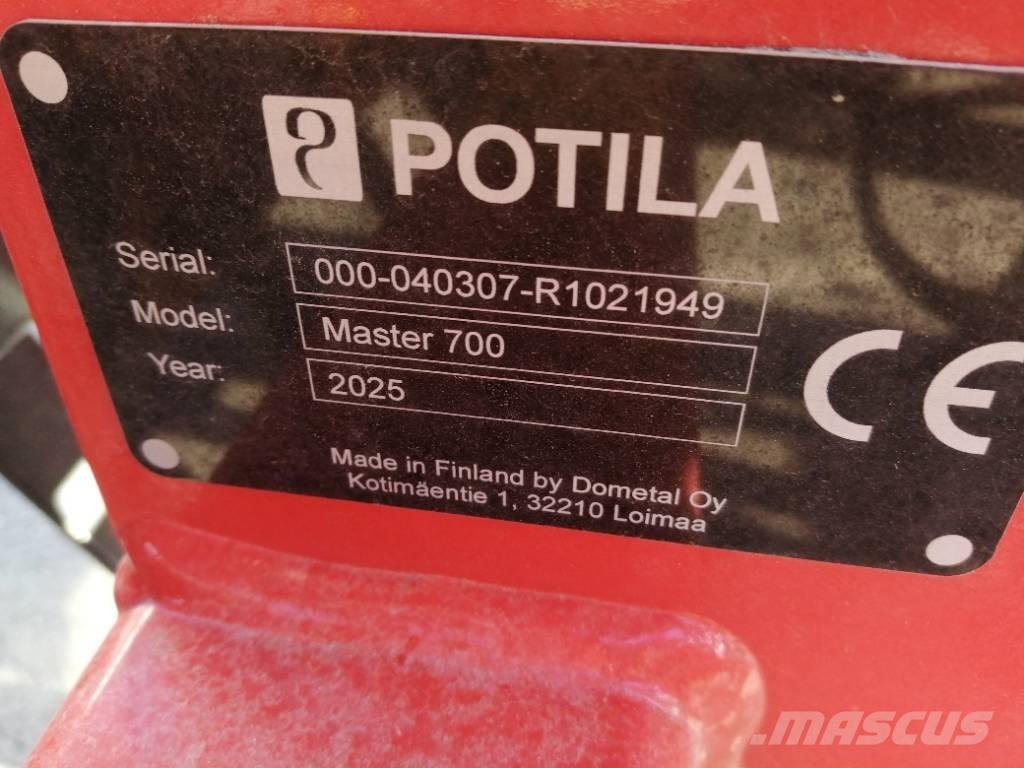 POTILA
Serial: 000-040307-R1021949
Model: Master 700
Year: 2025
CE
Made in Finland by Dometal Oy
Kotimäentie 1, 32210 Loimaa
MASCUS